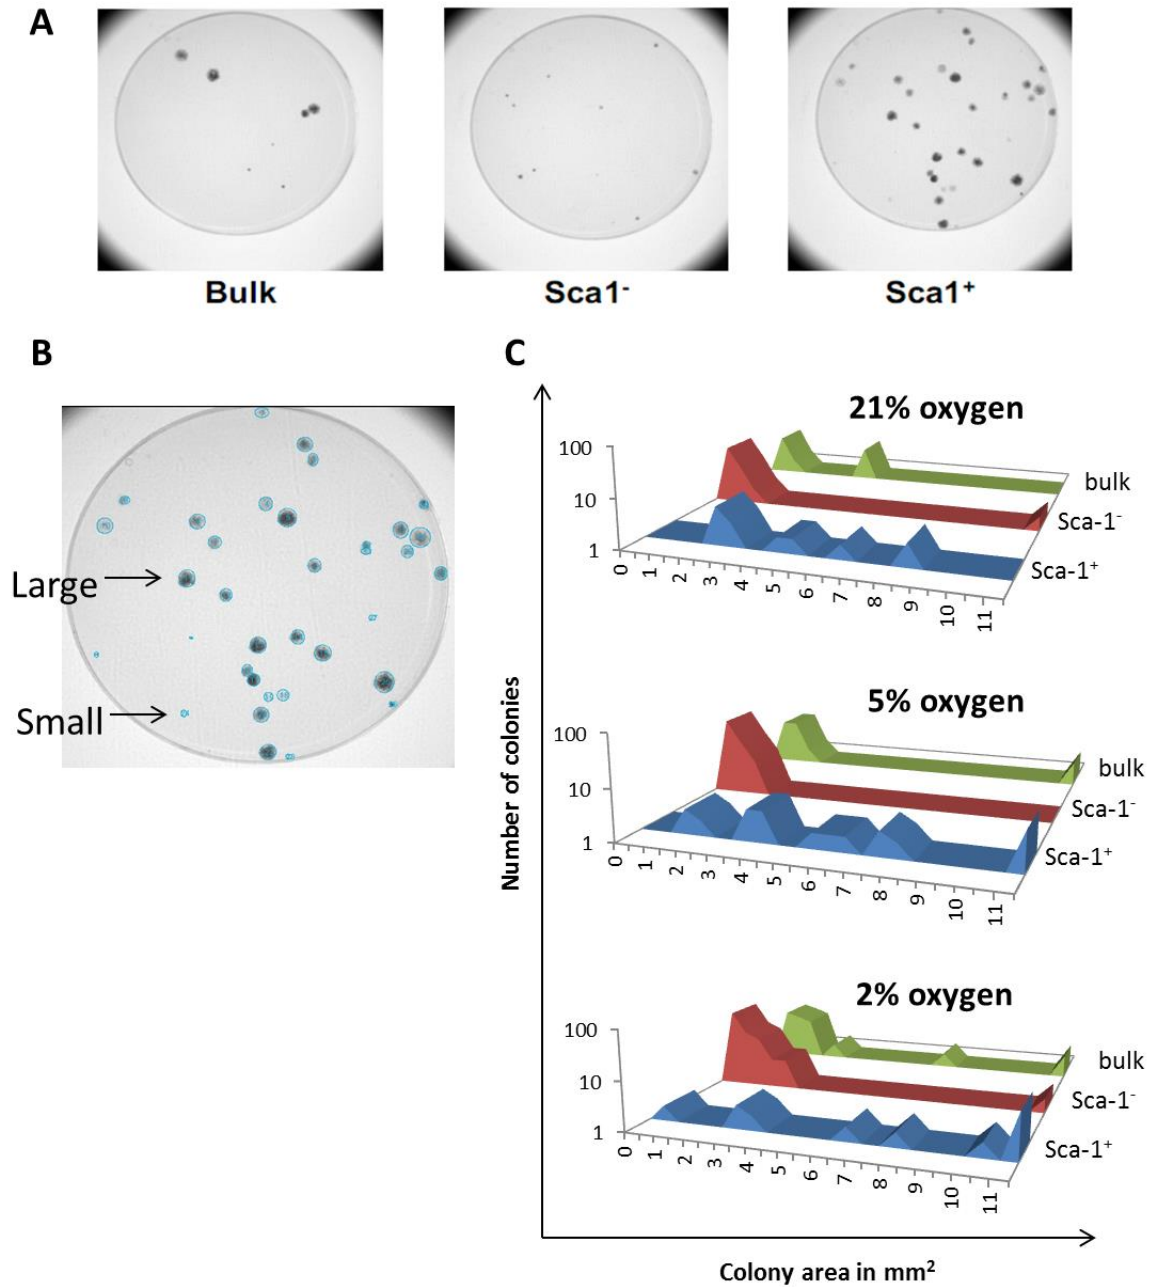 A
Bulk
Sca1⁻
Sca1⁺
B
Large
Small
C
Number of colonies
21% oxygen
100
10
1
0 1 2 3 4 5 6 7 8 9 10 11
bulk
Sca-1⁻
Sca-1⁺
5% oxygen
100
10
1
0 1 2 3 4 5 6 7 8 9 10 11
bulk
Sca-1⁻
Sca-1⁺
2% oxygen
100
10
1
0 1 2 3 4 5 6 7 8 9 10 11
bulk
Sca-1⁻
Sca-1⁺
Colony area in mm²